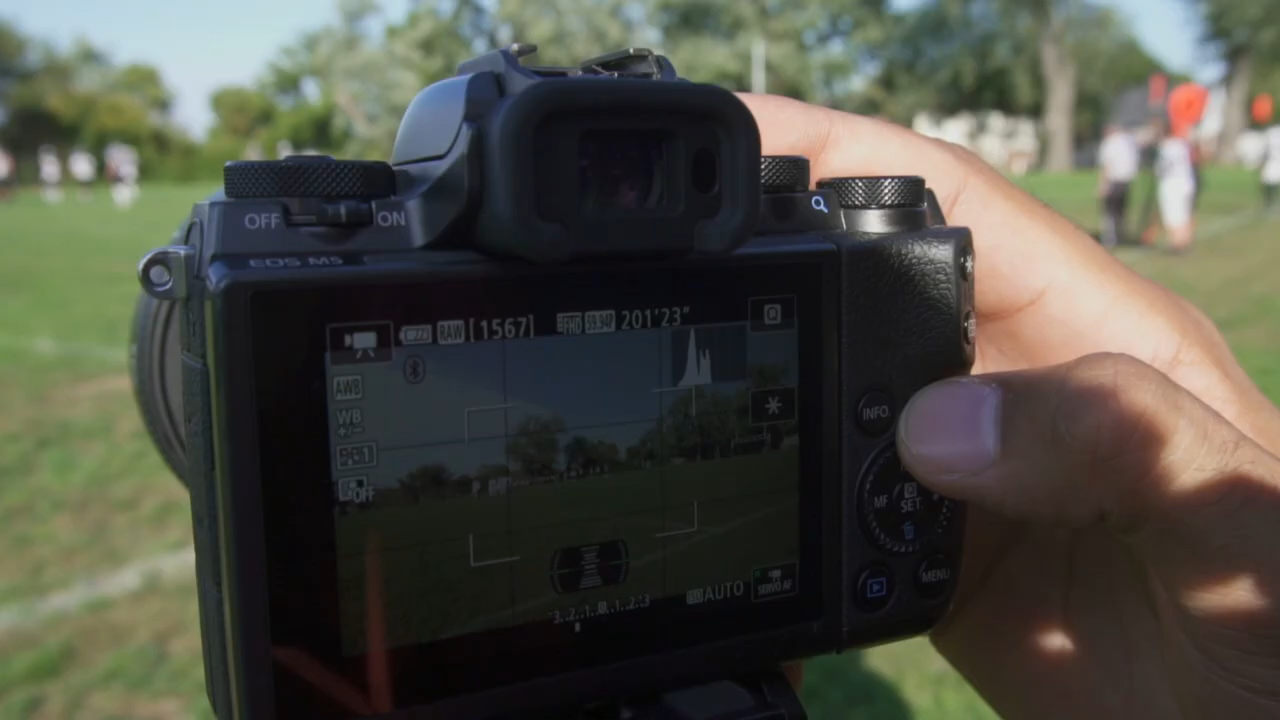 OFF ON
EOS M5
RAW [1567] FHD 59.94P 201'23"
Q
AWB
WB
+/-
OFF
INFO
MF
Q
SET
MENU
ISO AUTO
SERVO AF
-3..2..1..0..1..2..:3